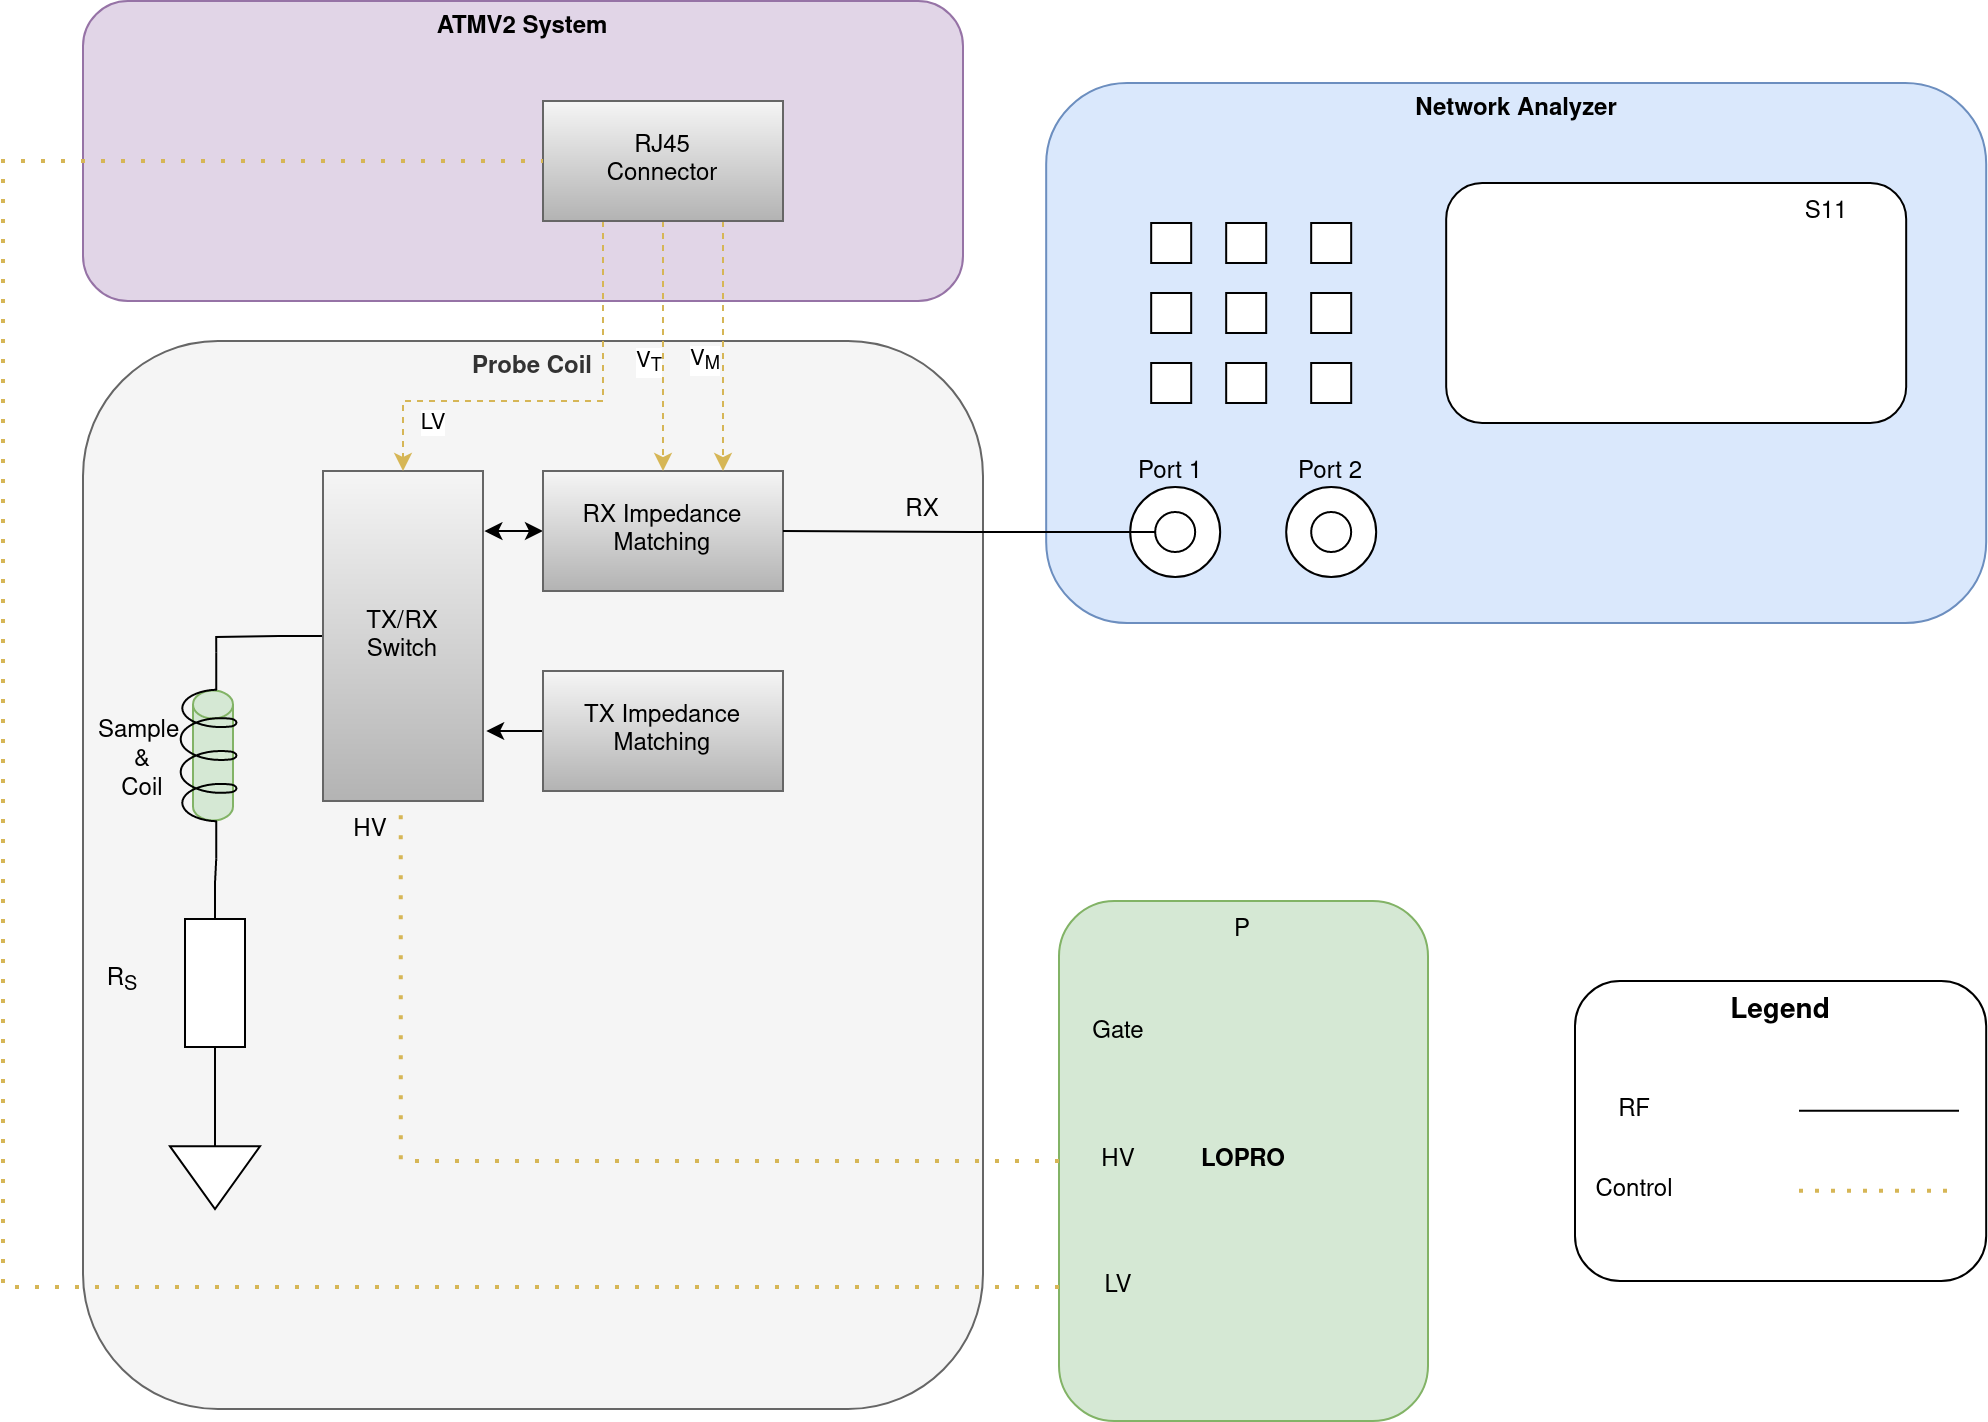 ATMV2 System
RJ45
Connector
Network Analyzer
S11
Probe Coil
V_T
V_M
LV
Port 1
Port 2
RX Impedance
Matching
RX
TX/RX
Switch
TX Impedance
Matching
Sample
&
Coil
HV
R_S
P
Gate
HV
LOPRO
LV
Legend
RF
Control